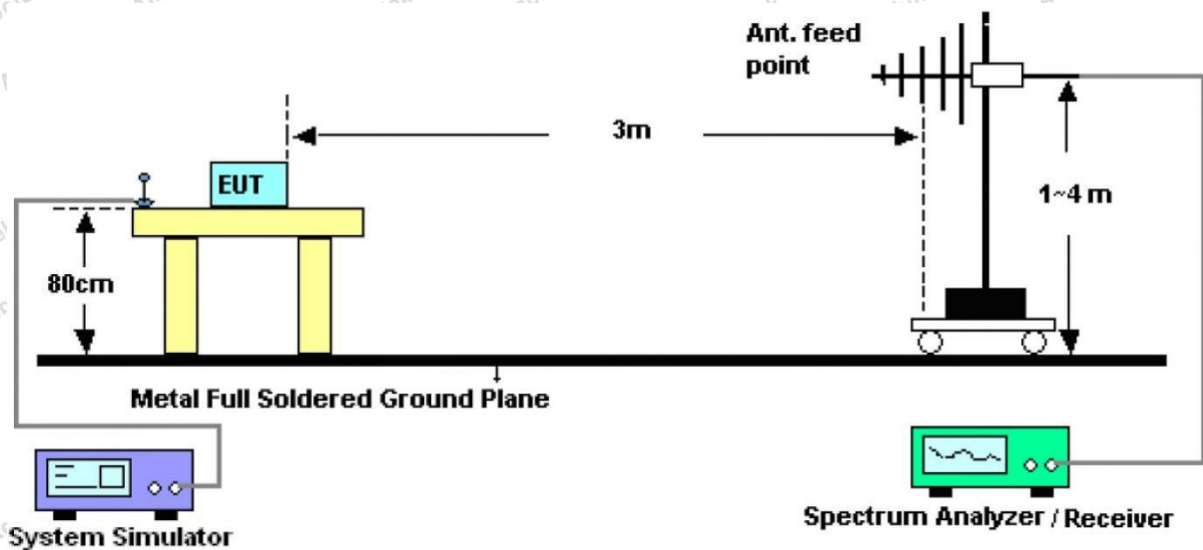 Ant. feed
point
3m
EUT
1~4 m
80cm
Metal Full Soldered Ground Plane
System Simulator
Spectrum Analyzer / Receiver